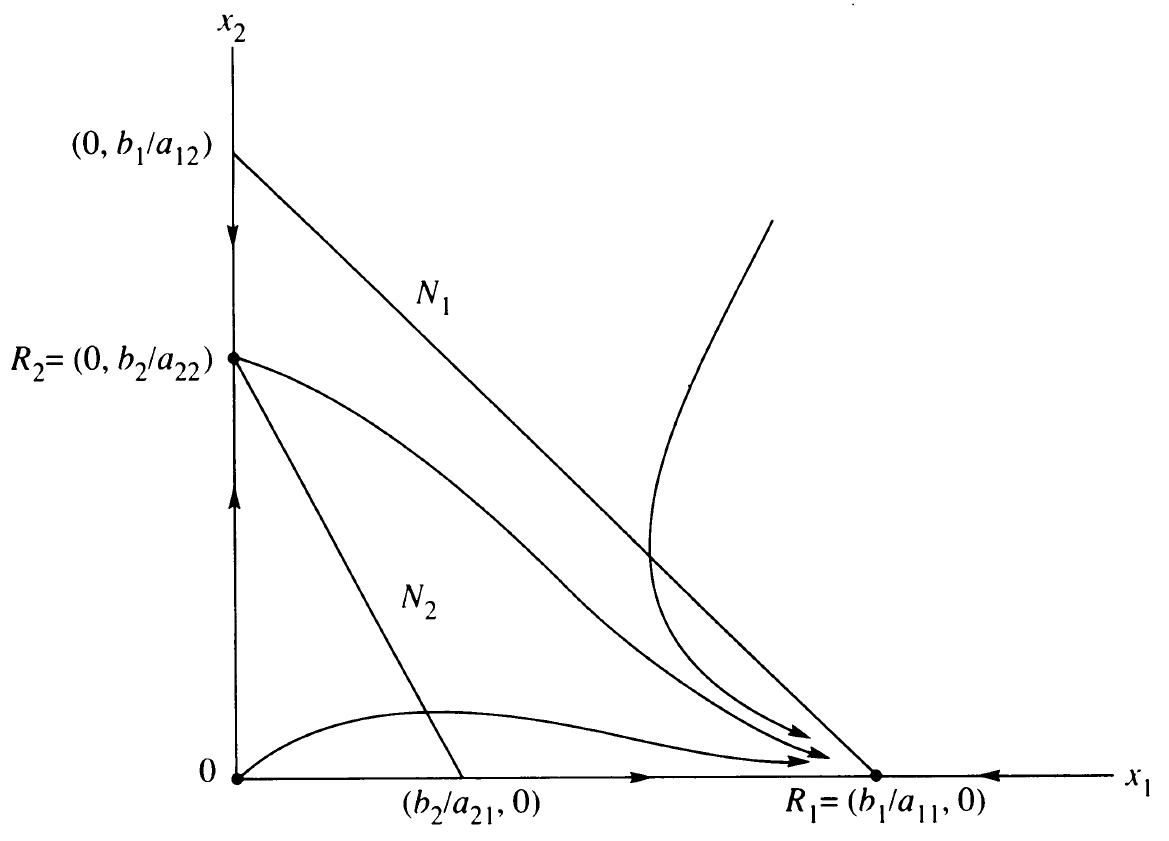 x₂
(0, b₁/a₁₂)
N₁
R₂= (0, b₂/a₂₂)
N₂
0
x₁
(b₂/a₂₁, 0)
R₁= (b₁/a₁₁, 0)